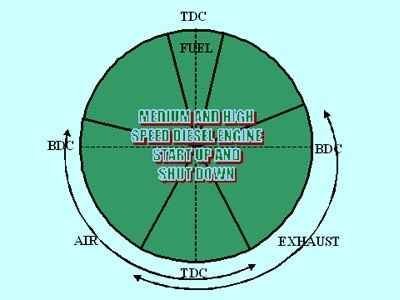 TDC
FUEL
MEDIUM AND HIGH
SPEED DIESEL ENGINE
START UP AND
SHUT DOWN
BDC
BDC
AIR
EXHAUST
TDC